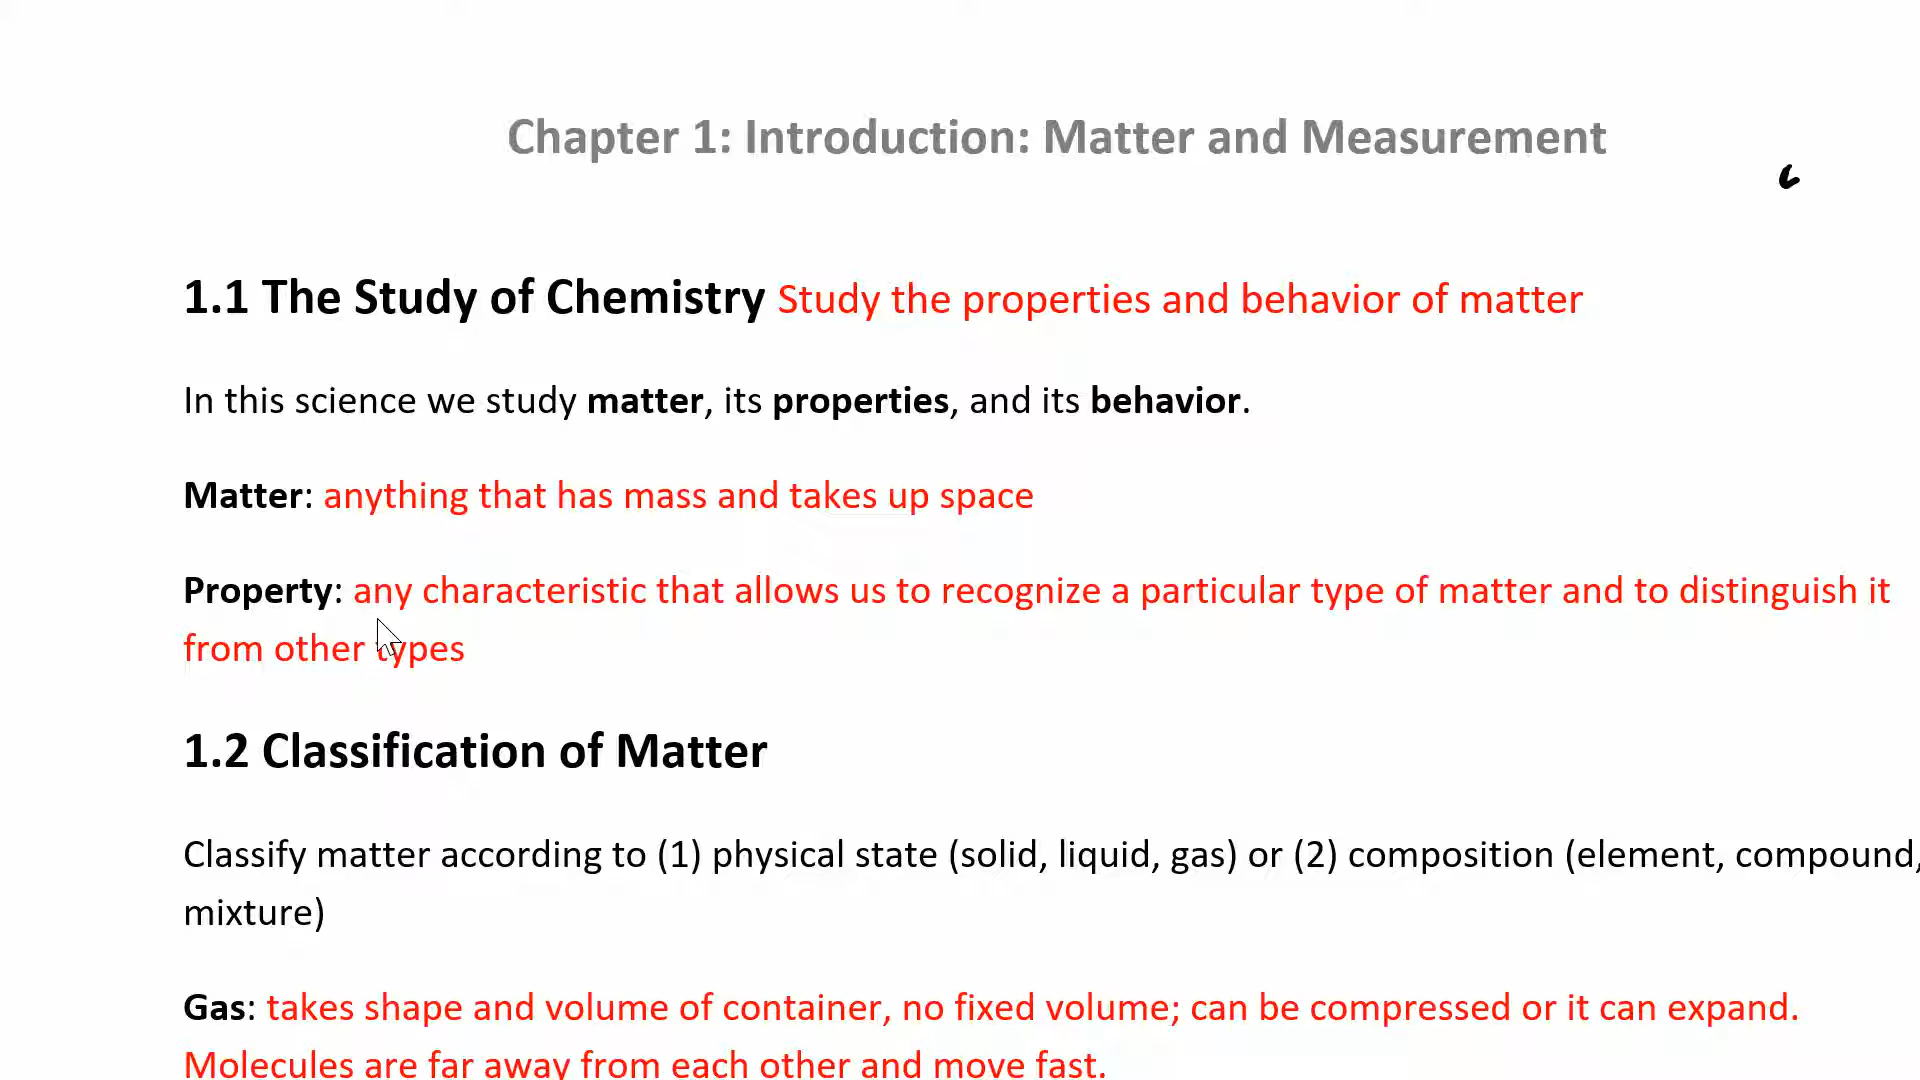 Chapter 1: Introduction: Matter and Measurement
1.1 The Study of Chemistry Study the properties and behavior of matter
In this science we study matter, its properties, and its behavior.
Matter: anything that has mass and takes up space
Property: any characteristic that allows us to recognize a particular type of matter and to distinguish it
from other types
1.2 Classification of Matter
Classify matter according to (1) physical state (solid, liquid, gas) or (2) composition (element, compound,
mixture)
Gas: takes shape and volume of container, no fixed volume; can be compressed or it can expand.
Molecules are far away from each other and move fast.